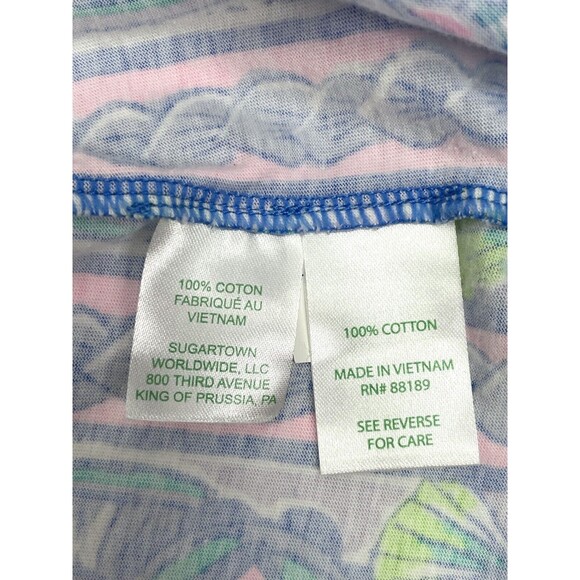 100% COTON
FABRIQUÉ AU
VIETNAM
SUGARTOWN
WORLDWIDE, LLC
800 THIRD AVENUE
KING OF PRUSSIA, PA
100% COTTON
MADE IN VIETNAM
RN# 88189
SEE REVERSE
FOR CARE